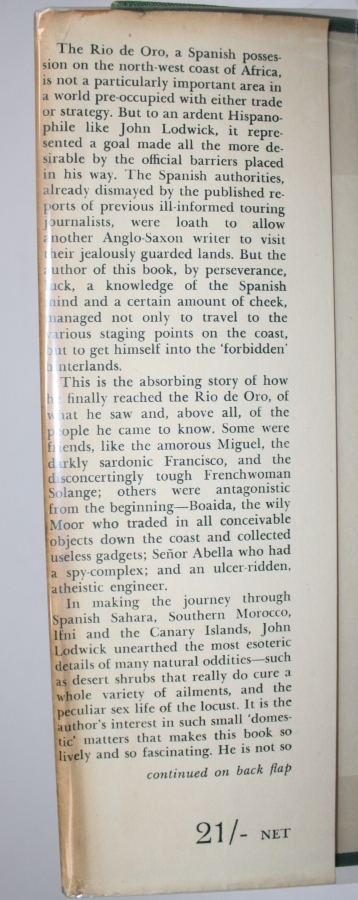 The Rio de Oro, a Spanish posses-
sion on the north-west coast of Africa,
is not a particularly important area in
a world pre-occupied with either trade
or strategy. But to an ardent Hispano-
phile like John Lodwick, it repre-
sented a goal made all the more de-
sirable by the official barriers placed
in his way. The Spanish authorities,
already dismayed by the published re-
ports of previous ill-informed touring
journalists, were loath to allow
another Anglo-Saxon writer to visit
their jealously guarded lands. But the
author of this book, by perseverance,
luck, a knowledge of the Spanish
mind and a certain amount of cheek,
managed not only to travel to the
various staging points on the coast,
but to get himself into the 'forbidden'
hinterlands.
This is the absorbing story of how
he finally reached the Rio de Oro, of
what he saw and, above all, of the
people he came to know. Some were
friends, like the amorous Miguel, the
darkly sardonic Francisco, and the
disconcertingly tough Frenchwoman
Solange; others were antagonistic
from the beginning—Boaida, the wily
Moor who traded in all conceivable
objects down the coast and collected
useless gadgets; Señor Abella who had
a spy-complex; and an ulcer-ridden,
atheistic engineer.
In making the journey through
Spanish Sahara, Southern Morocco,
Ifni and the Canary Islands, John
Lodwick unearthed the most esoteric
details of many natural oddities—such
as desert shrubs that really do cure a
whole variety of ailments, and the
peculiar sex life of the locust. It is the
author's interest in such small 'domes-
tic' matters that makes this book so
lively and so fascinating. He is not so
continued on back flap
21/- NET